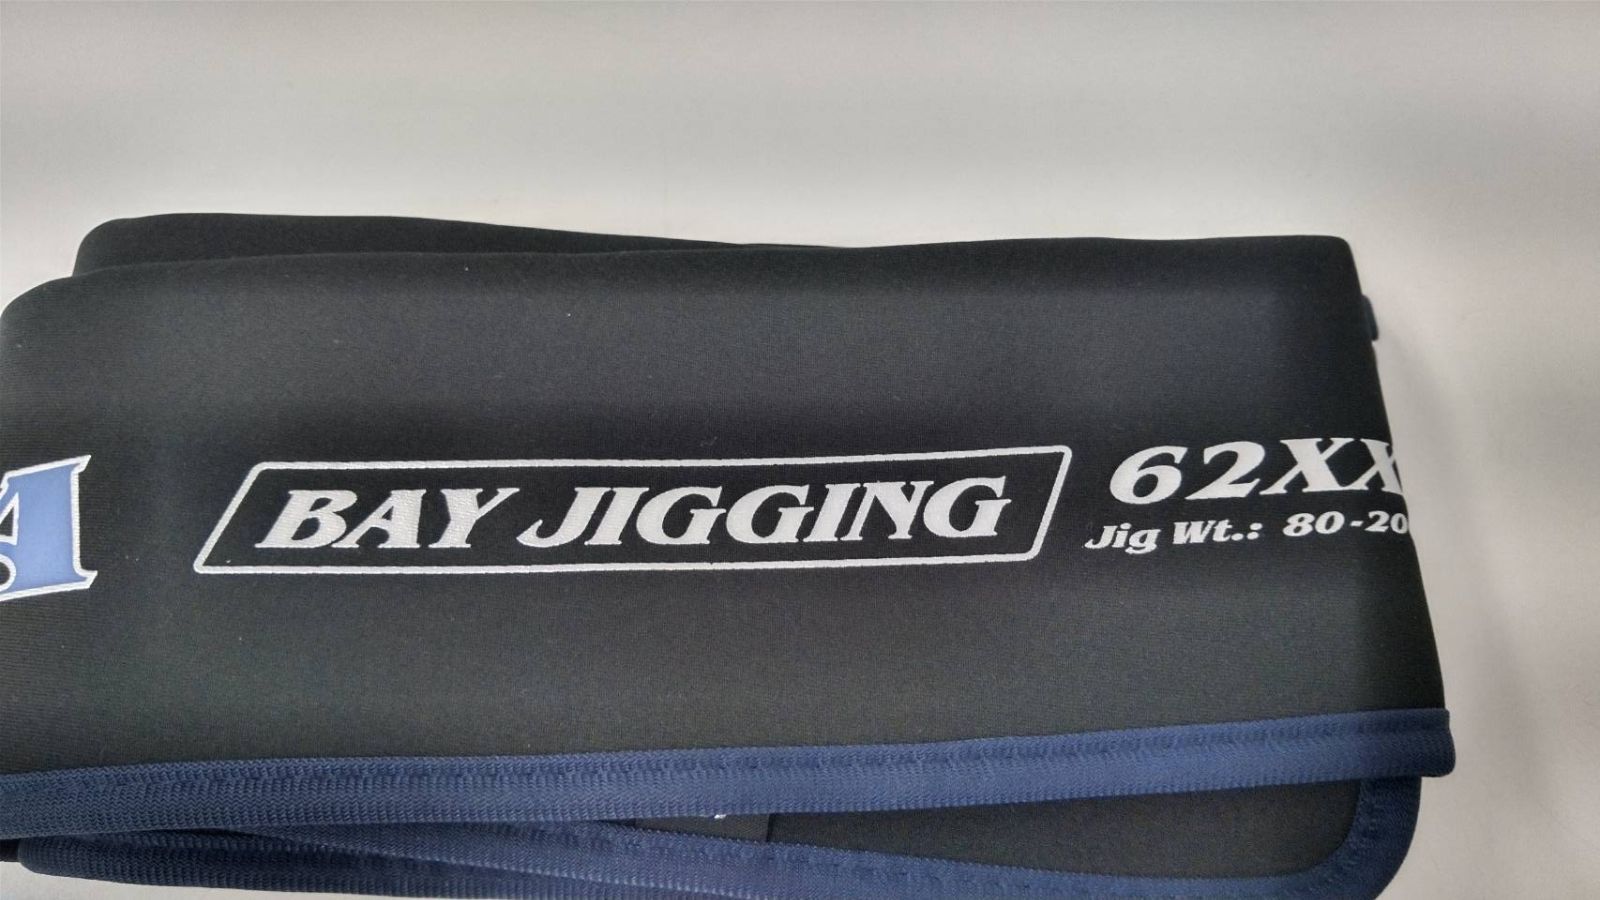 BAY JIGGING
62XX
Jig Wt.: 80-20